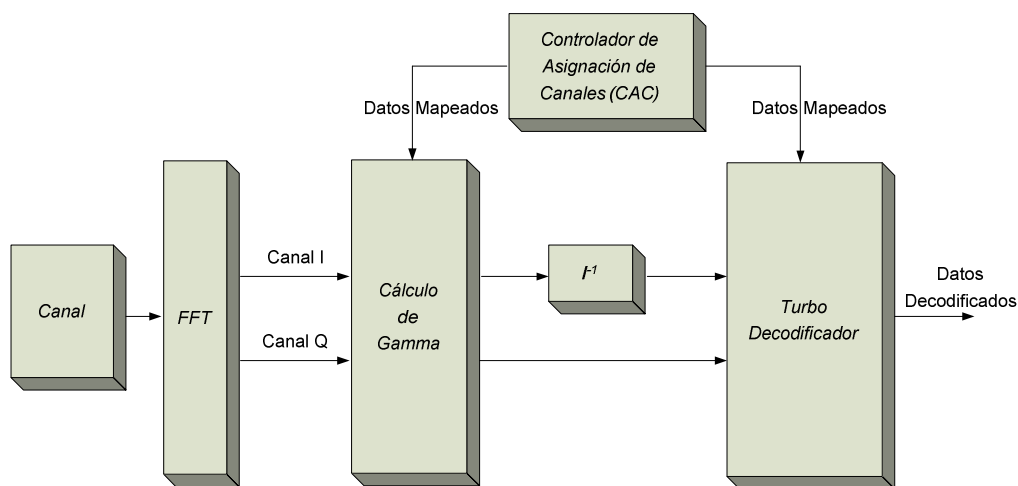 Controlador de
Asignación de
Canales (CAC)
Datos Mapeados
Datos Mapeados
Canal
FFT
Canal I
Canal Q
Cálculo
de
Gamma
I-1
Turbo
Decodificador
Datos
Decodificados